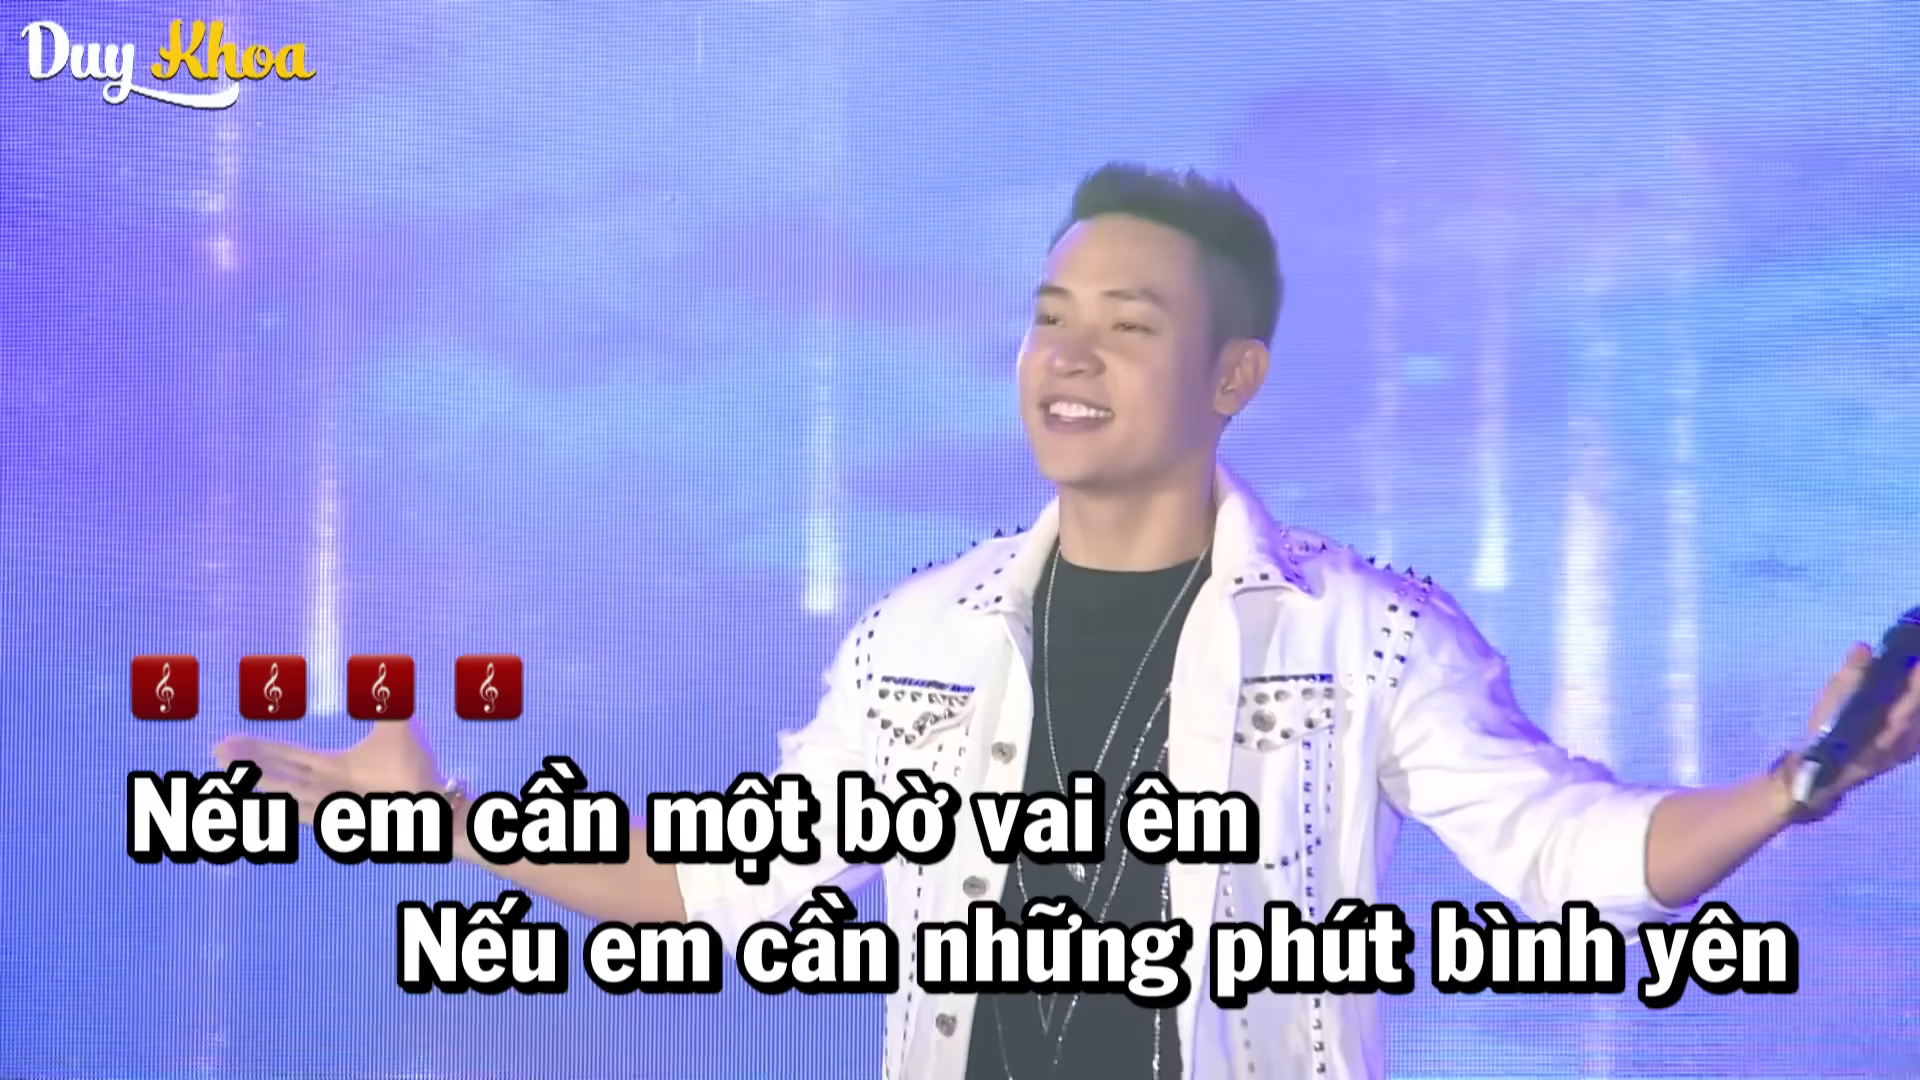 Duy Khoa
Nếu em cần một bờ vai êm
Nếu em cần những phút bình yên